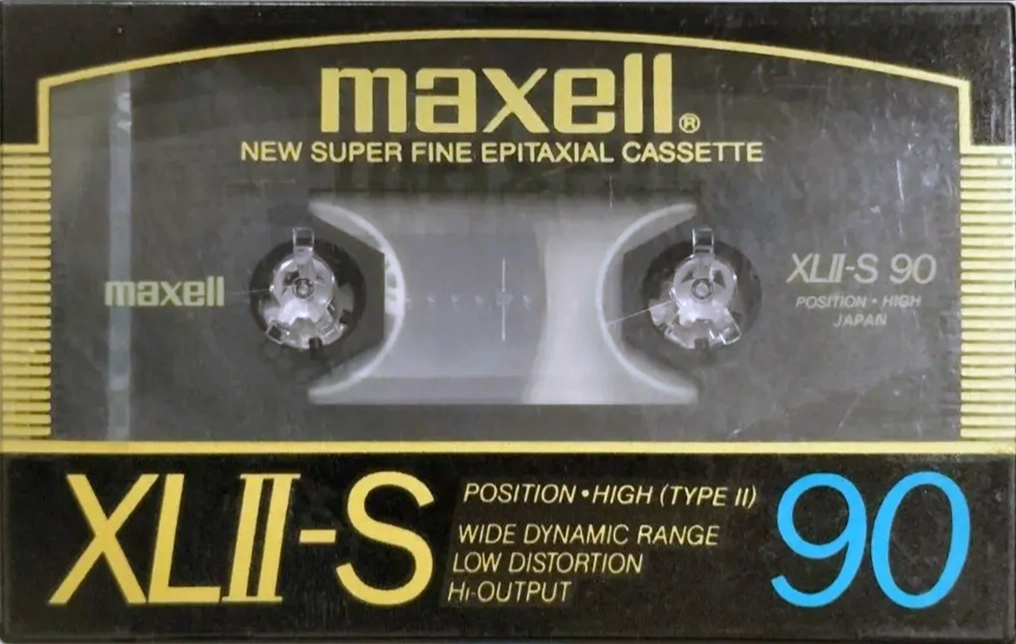 maxell®
NEW SUPER FINE EPITAXIAL CASSETTE
maxell
XLII-S 90
POSITION • HIGH
JAPAN
XLII-S
POSITION • HIGH (TYPE II)
WIDE DYNAMIC RANGE
LOW DISTORTION
Hi-OUTPUT
90